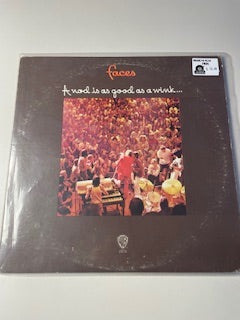 faces
A nod is as good as a wink...